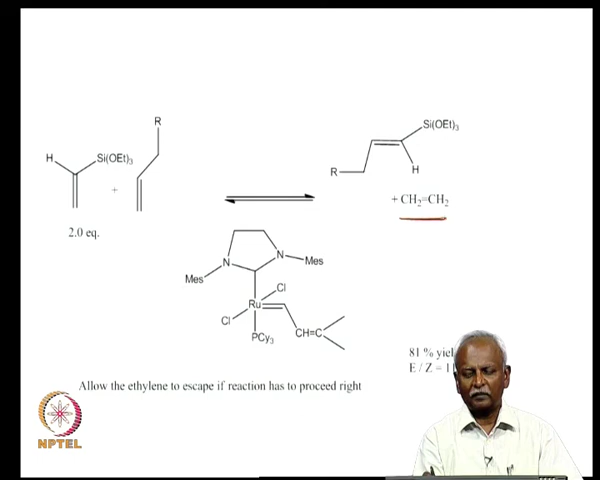 R
H
Si(OEt)3
+
2.0 eq.
Si(OEt)3
R
H
+ CH2=CH2
N
N
Mes
Mes
Cl
Ru
Cl
CH=C
PCy3
81 %
E / Z =
Allow the ethylene to escape if reaction has to proceed right
NPTEL